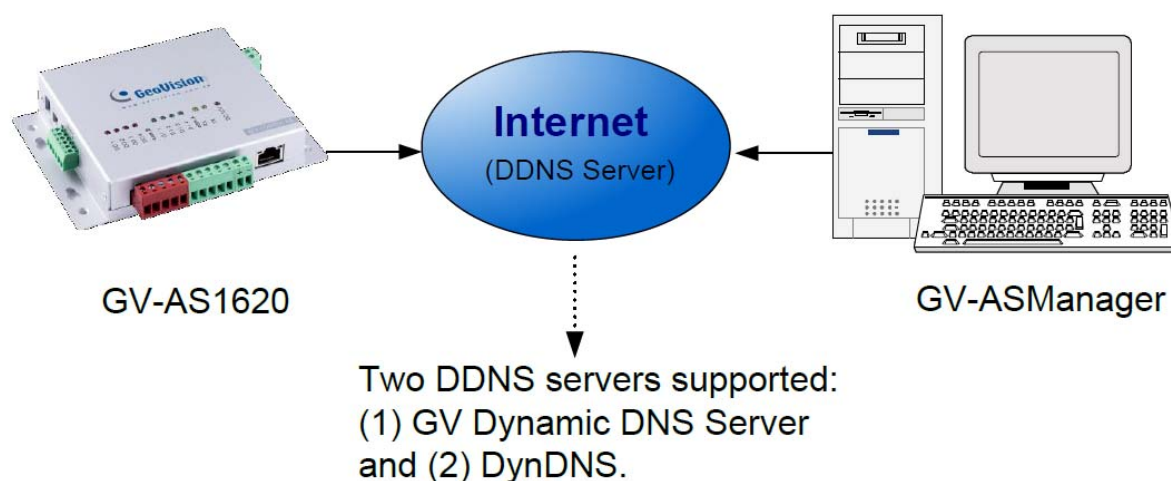 GeoVision
Internet
(DDNS Server)
GV-AS1620
GV-ASManager
Two DDNS servers supported:
(1) GV Dynamic DNS Server
and (2) DynDNS.